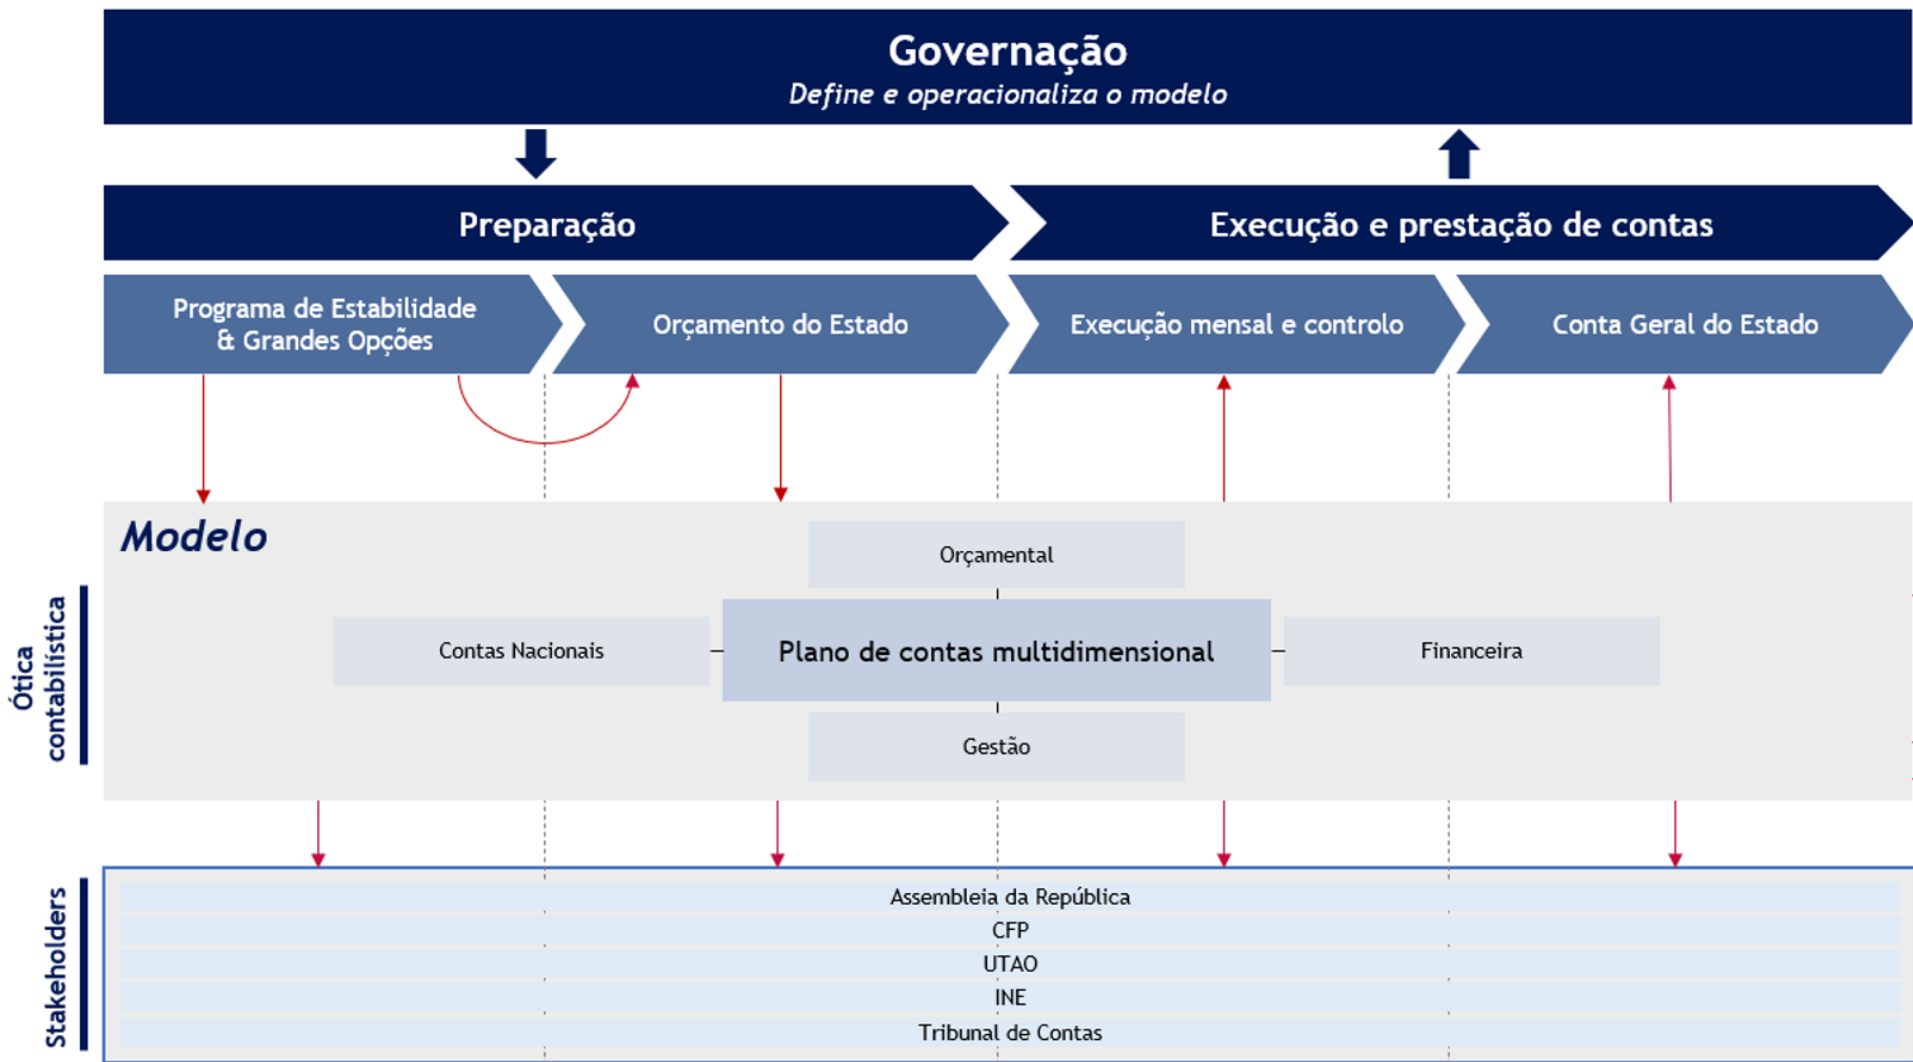 Governação
Define e operacionaliza o modelo
Preparação
Execução e prestação de contas
Programa de Estabilidade
& Grandes Opções
Orçamento do Estado
Execução mensal e controlo
Conta Geral do Estado
Modelo
Ótica
contabilística
Orçamental
Contas Nacionais
Plano de contas multidimensional
Financeira
Gestão
Stakeholders
Assembleia da República
CFP
UTAO
INE
Tribunal de Contas